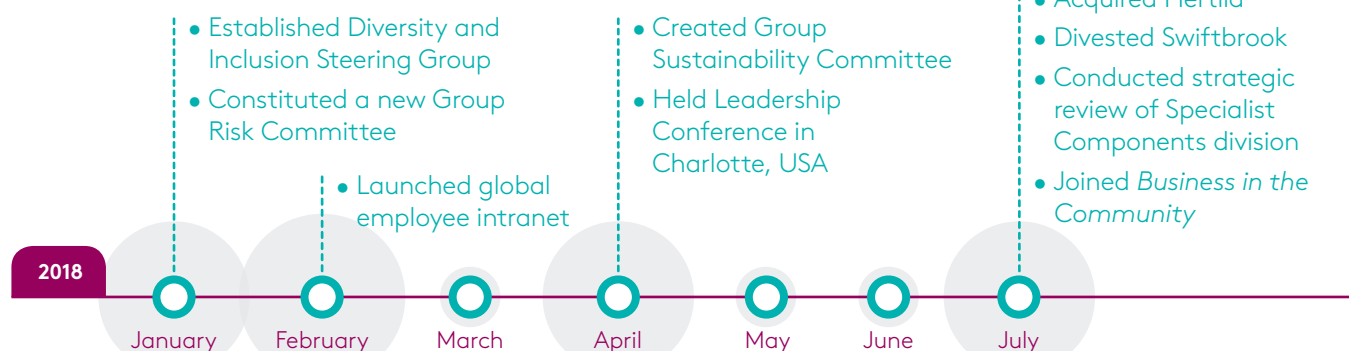 • Established Diversity and
Inclusion Steering Group
• Constituted a new Group
Risk Committee
• Launched global
employee intranet
• Created Group
Sustainability Committee
• Held Leadership
Conference in
Charlotte, USA
• Divested Swiftbrook
• Conducted strategic
review of Specialist
Components division
• Joined Business in the
Community
2018
January
February
March
April
May
June
July